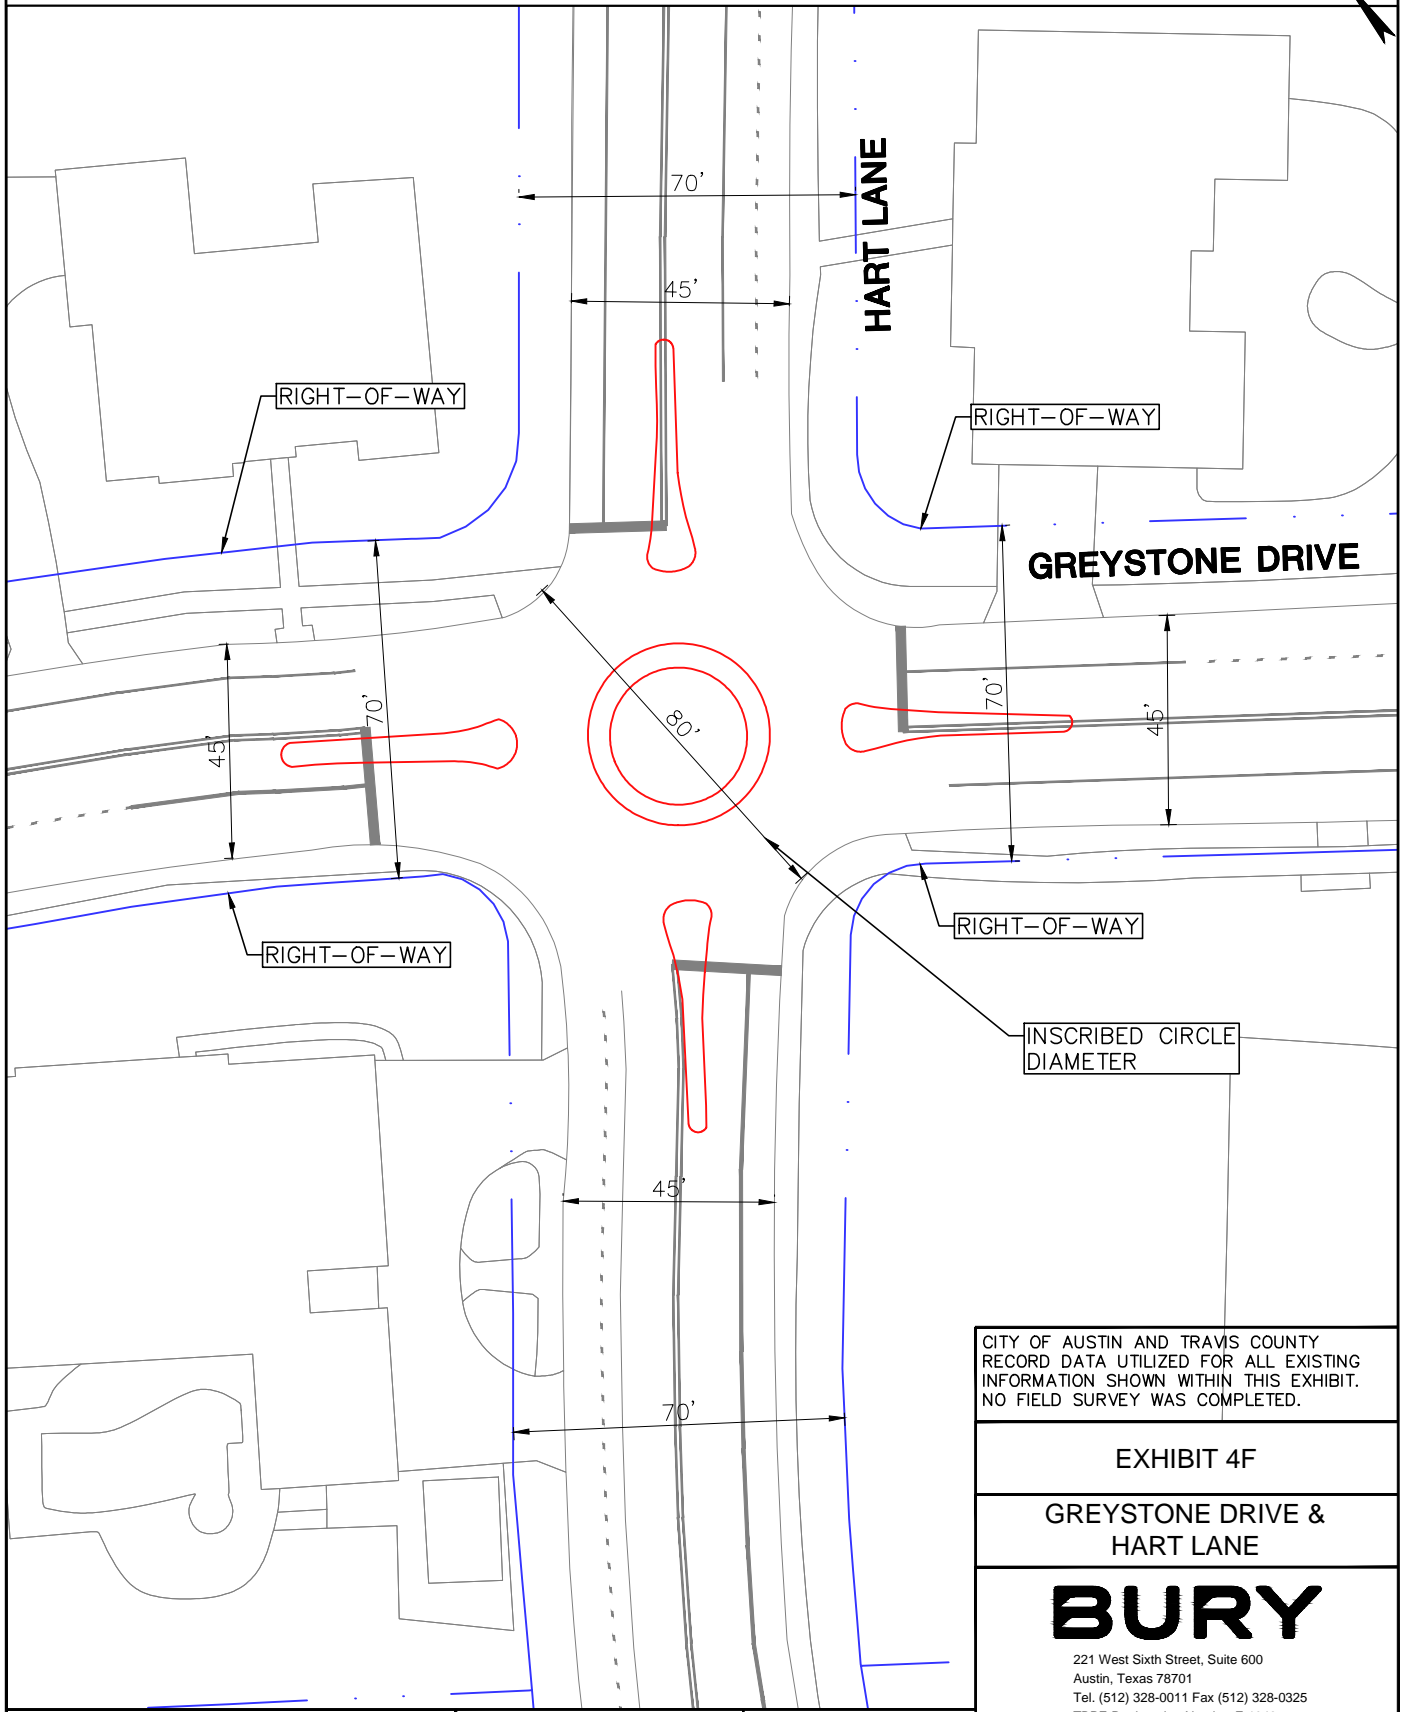 70'
HART LANE
45'
RIGHT-OF-WAY
RIGHT-OF-WAY
GREYSTONE DRIVE
70'
45'
80'
70'
45'
RIGHT-OF-WAY
RIGHT-OF-WAY
INSCRIBED CIRCLE
DIAMETER
45'
70'
CITY OF AUSTIN AND TRAVIS COUNTY
RECORD DATA UTILIZED FOR ALL EXISTING
INFORMATION SHOWN WITHIN THIS EXHIBIT.
NO FIELD SURVEY WAS COMPLETED.
EXHIBIT 4F
GREYSTONE DRIVE &
HART LANE
BURY
221 West Sixth Street, Suite 600
Austin, Texas 78701
Tel. (512) 328-0011 Fax (512) 328-0325